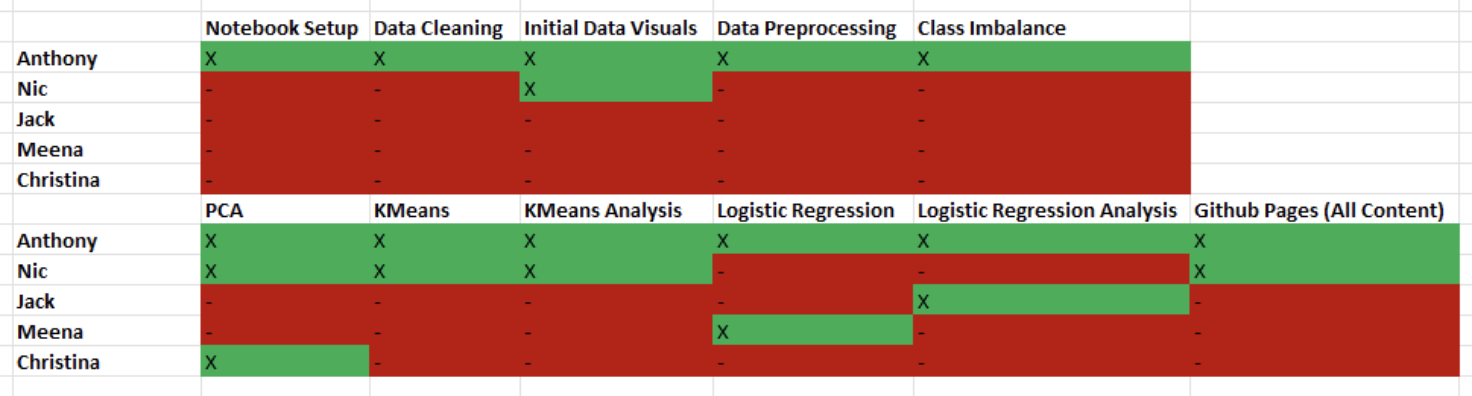 Notebook Setup Data Cleaning Initial Data Visuals Data Preprocessing Class Imbalance
Anthony X X X X X
Nic - - X - -
Jack - - - - -
Meena - - - - -
Christina - - - - -
PCA KMeans KMeans Analysis Logistic Regression Logistic Regression Analysis Github Pages (All Content)
Anthony X X X X X X
Nic X X X - - X
Jack - - - - X -
Meena - - - X - -
Christina X - - - - -